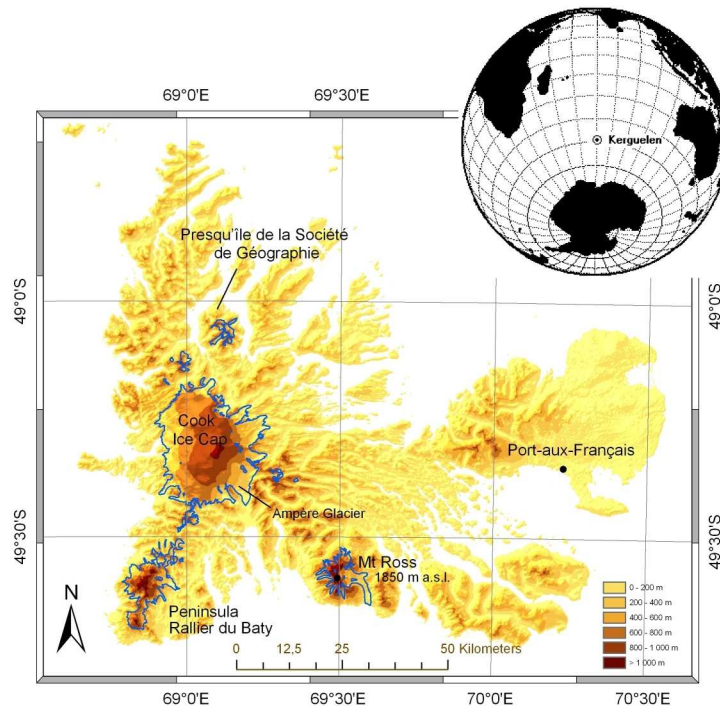 69°0'E
69°30'E
Kerguelen
Presqu'île de la Société
de Géographie
49°0'S
49°0'S
Cook
Ice Cap
Port-aux-Français
Ampère Glacier
49°30'S
49°30'S
Mt Ross
1850 m a.s.l.
N
Peninsula
Rallier du Baty
0 12,5 25 50 Kilometers
0 - 200 m
200 - 400 m
400 - 600 m
600 - 800 m
800 - 1 000 m
> 1 000 m
69°0'E
69°30'E
70°0'E
70°30'E